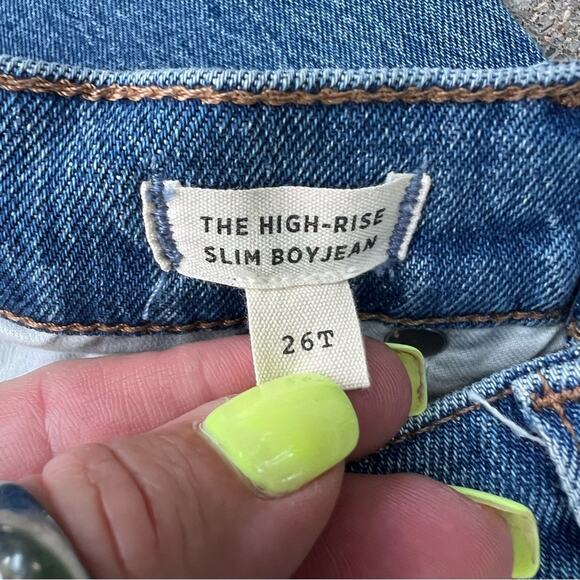 THE HIGH-RISE
SLIM BOYJEAN
26T